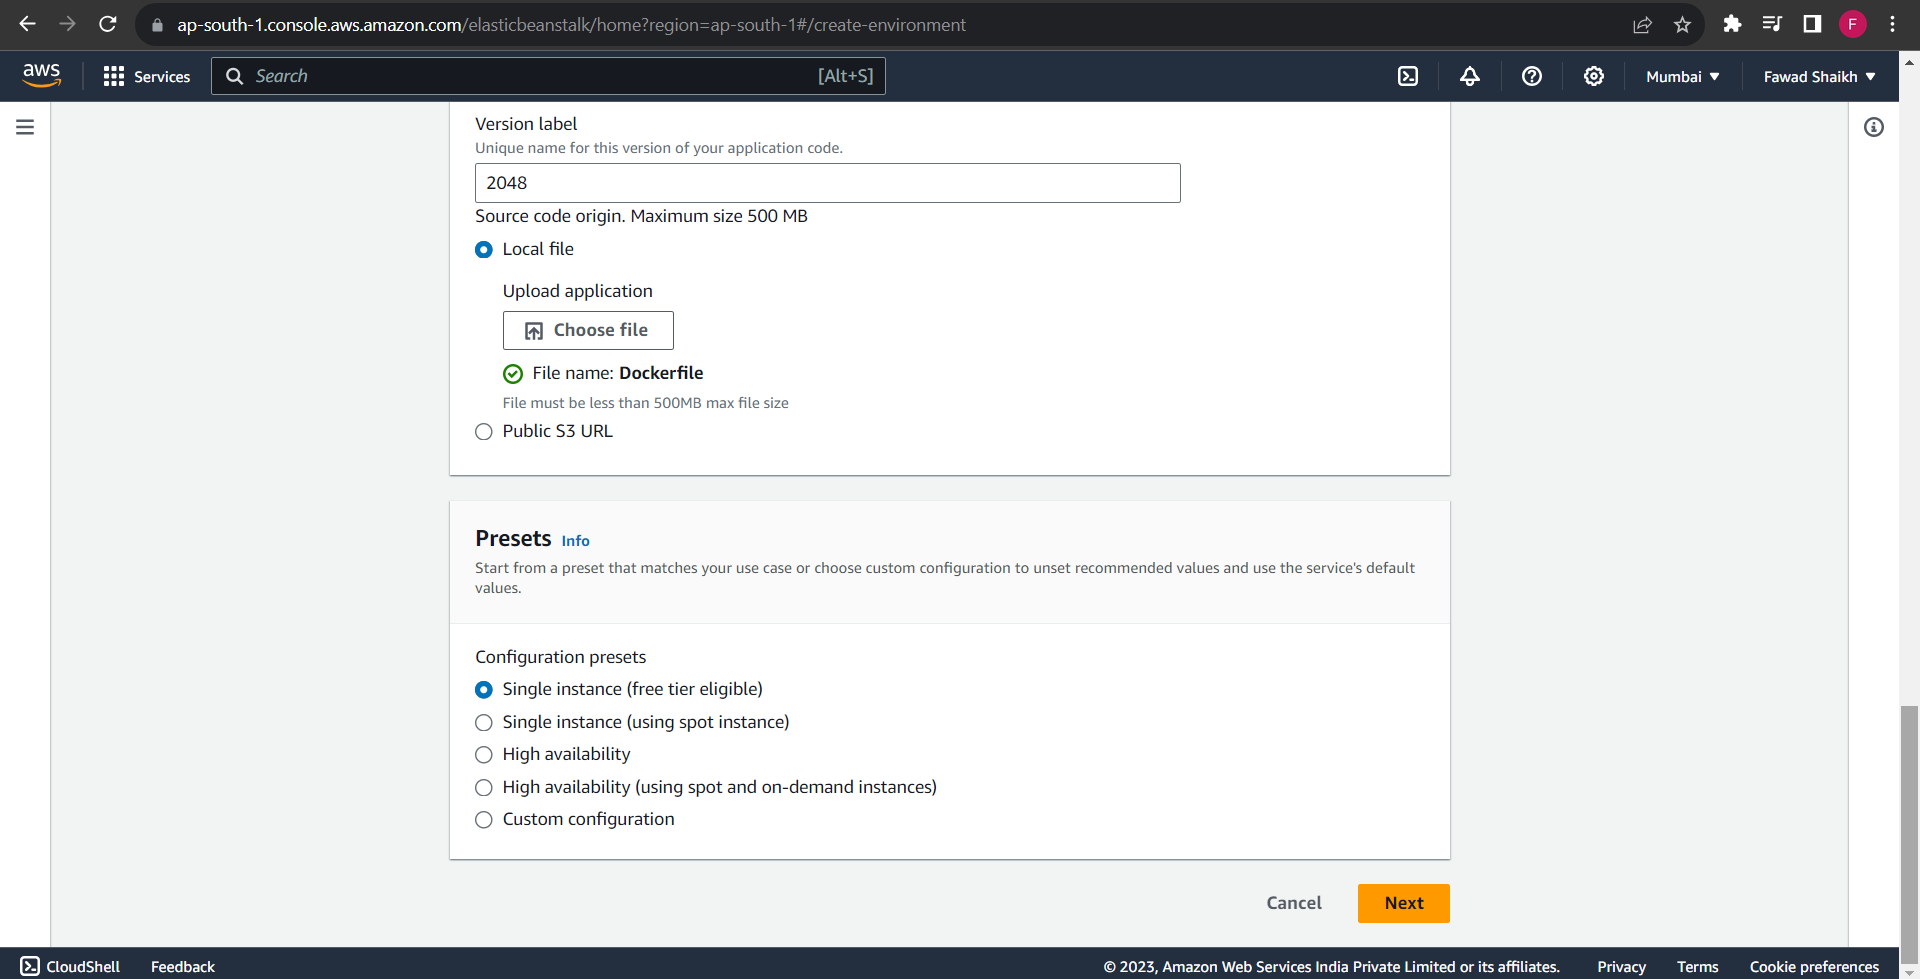 ap-south-1.console.aws.amazon.com/elasticbeanstalk/home?region=ap-south-1#/create-environment
F
aws
Services
Search
[Alt+S]
Mumbai
Fawad Shaikh
Version label
Unique name for this version of your application code.
2048
Source code origin. Maximum size 500 MB
Local file
Upload application
Choose file
File name: Dockerfile
File must be less than 500MB max file size
Public S3 URL
Presets Info
Start from a preset that matches your use case or choose custom configuration to unset recommended values and use the service's default
values.
Configuration presets
Single instance (free tier eligible)
Single instance (using spot instance)
High availability
High availability (using spot and on-demand instances)
Custom configuration
Cancel
Next
CloudShell
Feedback
© 2023, Amazon Web Services India Private Limited or its affiliates.
Privacy
Terms
Cookie preferences